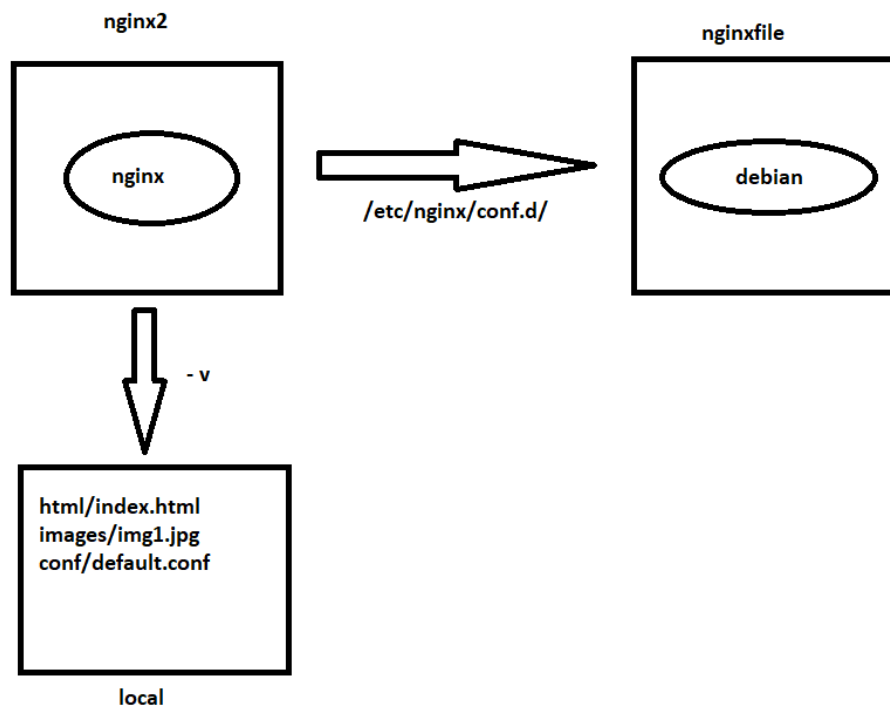 nginx2
nginxfile
nginx
debian
/etc/nginx/conf.d/
- v
html/index.html
images/img1.jpg
conf/default.conf
local